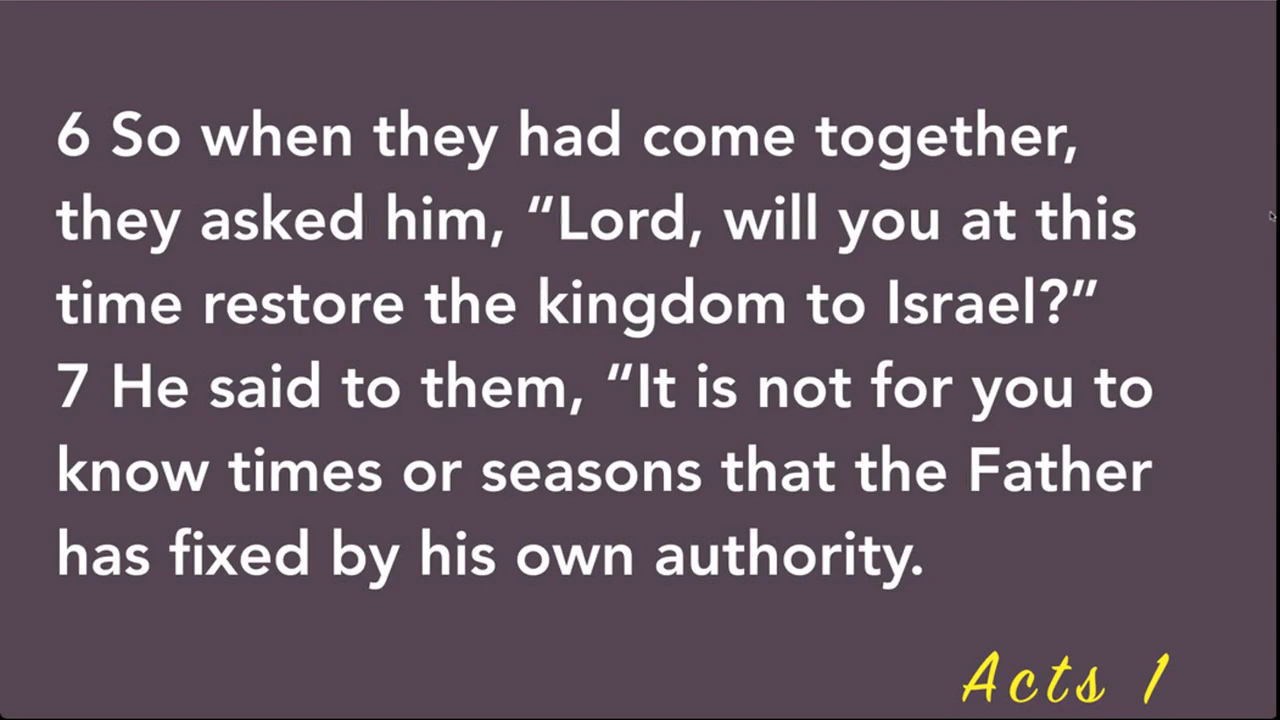 6 So when they had come together,
they asked him, “Lord, will you at this
time restore the kingdom to Israel?”
7 He said to them, “It is not for you to
know times or seasons that the Father
has fixed by his own authority.
Acts 1